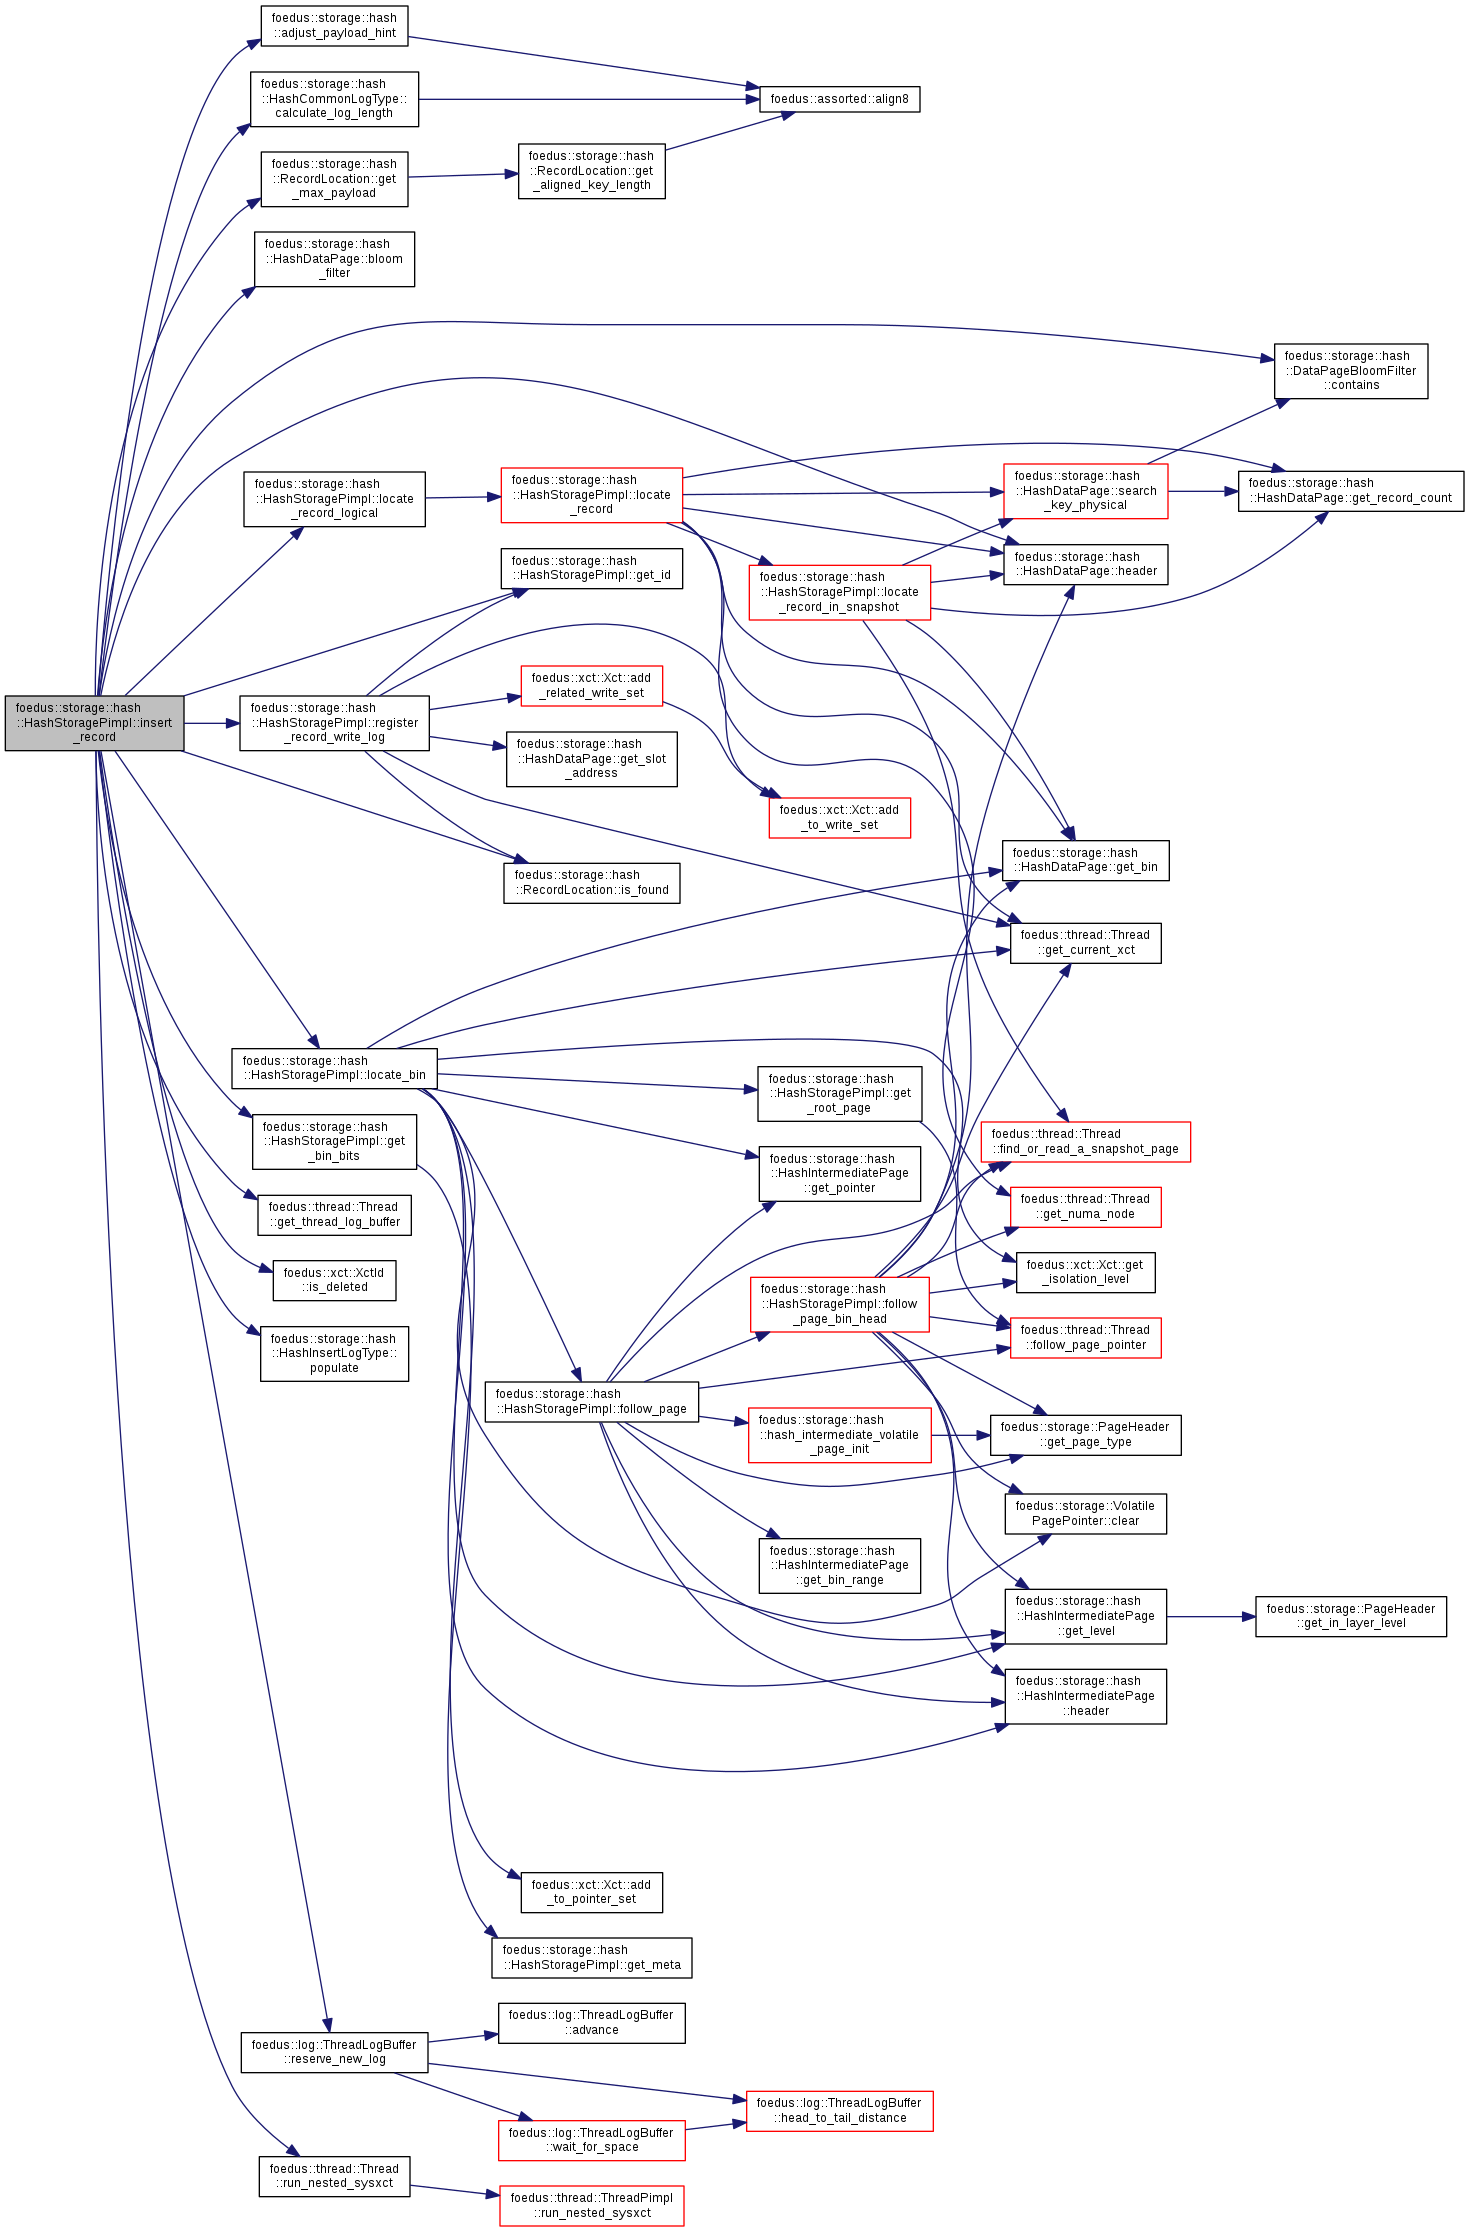 foedus::storage::hash
::adjust_payload_hint
foedus::storage::hash
::HashCommonLogType::
calculate_log_length
foedus::assorted::align8
foedus::storage::hash
::RecordLocation::get
_max_payload
foedus::storage::hash
::RecordLocation::get
_aligned_key_length
foedus::storage::hash
::HashDataPage::bloom
_filter
foedus::storage::hash
::DataPageBloomFilter
::contains
foedus::storage::hash
::HashStoragePimpl::locate
_record_logical
foedus::storage::hash
::HashStoragePimpl::locate
_record
foedus::storage::hash
::HashDataPage::search
_key_physical
foedus::storage::hash
::HashDataPage::get_record_count
foedus::storage::hash
::HashStoragePimpl::get_id
foedus::storage::hash
::HashDataPage::header
foedus::storage::hash
::HashStoragePimpl::locate
_record_in_snapshot
foedus::storage::hash
::HashStoragePimpl::insert
_record
foedus::storage::hash
::HashStoragePimpl::register
_record_write_log
foedus::xct::Xct::add
_related_write_set
foedus::storage::hash
::HashDataPage::get_slot
_address
foedus::xct::Xct::add
_to_write_set
foedus::storage::hash
::RecordLocation::is_found
foedus::storage::hash
::HashDataPage::get_bin
foedus::thread::Thread
::get_current_xct
foedus::storage::hash
::HashStoragePimpl::locate_bin
foedus::storage::hash
::HashStoragePimpl::get
_root_page
foedus::storage::hash
::HashStoragePimpl::get
_bin_bits
foedus::storage::hash
::HashIntermediatePage
::get_pointer
foedus::thread::Thread
::find_or_read_a_snapshot_page
foedus::thread::Thread
::get_thread_log_buffer
foedus::thread::Thread
::get_numa_node
foedus::xct::XctId
::is_deleted
foedus::xct::Xct::get
_isolation_level
foedus::storage::hash
::HashStoragePimpl::follow
_page_bin_head
foedus::storage::hash
::HashInsertLogType::
populate
foedus::thread::Thread
::follow_page_pointer
foedus::storage::hash
::HashStoragePimpl::follow_page
foedus::storage::hash
::hash_intermediate_volatile
_page_init
foedus::storage::PageHeader
::get_page_type
foedus::storage::Volatile
PagePointer::clear
foedus::storage::hash
::HashIntermediatePage
::get_bin_range
foedus::storage::hash
::HashIntermediatePage
::get_level
foedus::storage::PageHeader
::get_in_layer_level
foedus::storage::hash
::HashIntermediatePage
::header
foedus::xct::Xct::add
_to_pointer_set
foedus::storage::hash
::HashStoragePimpl::get_meta
foedus::log::ThreadLogBuffer
::advance
foedus::log::ThreadLogBuffer
::reserve_new_log
foedus::log::ThreadLogBuffer
::head_to_tail_distance
foedus::log::ThreadLogBuffer
::wait_for_space
foedus::thread::Thread
::run_nested_sysxct
foedus::thread::ThreadPimpl
::run_nested_sysxct